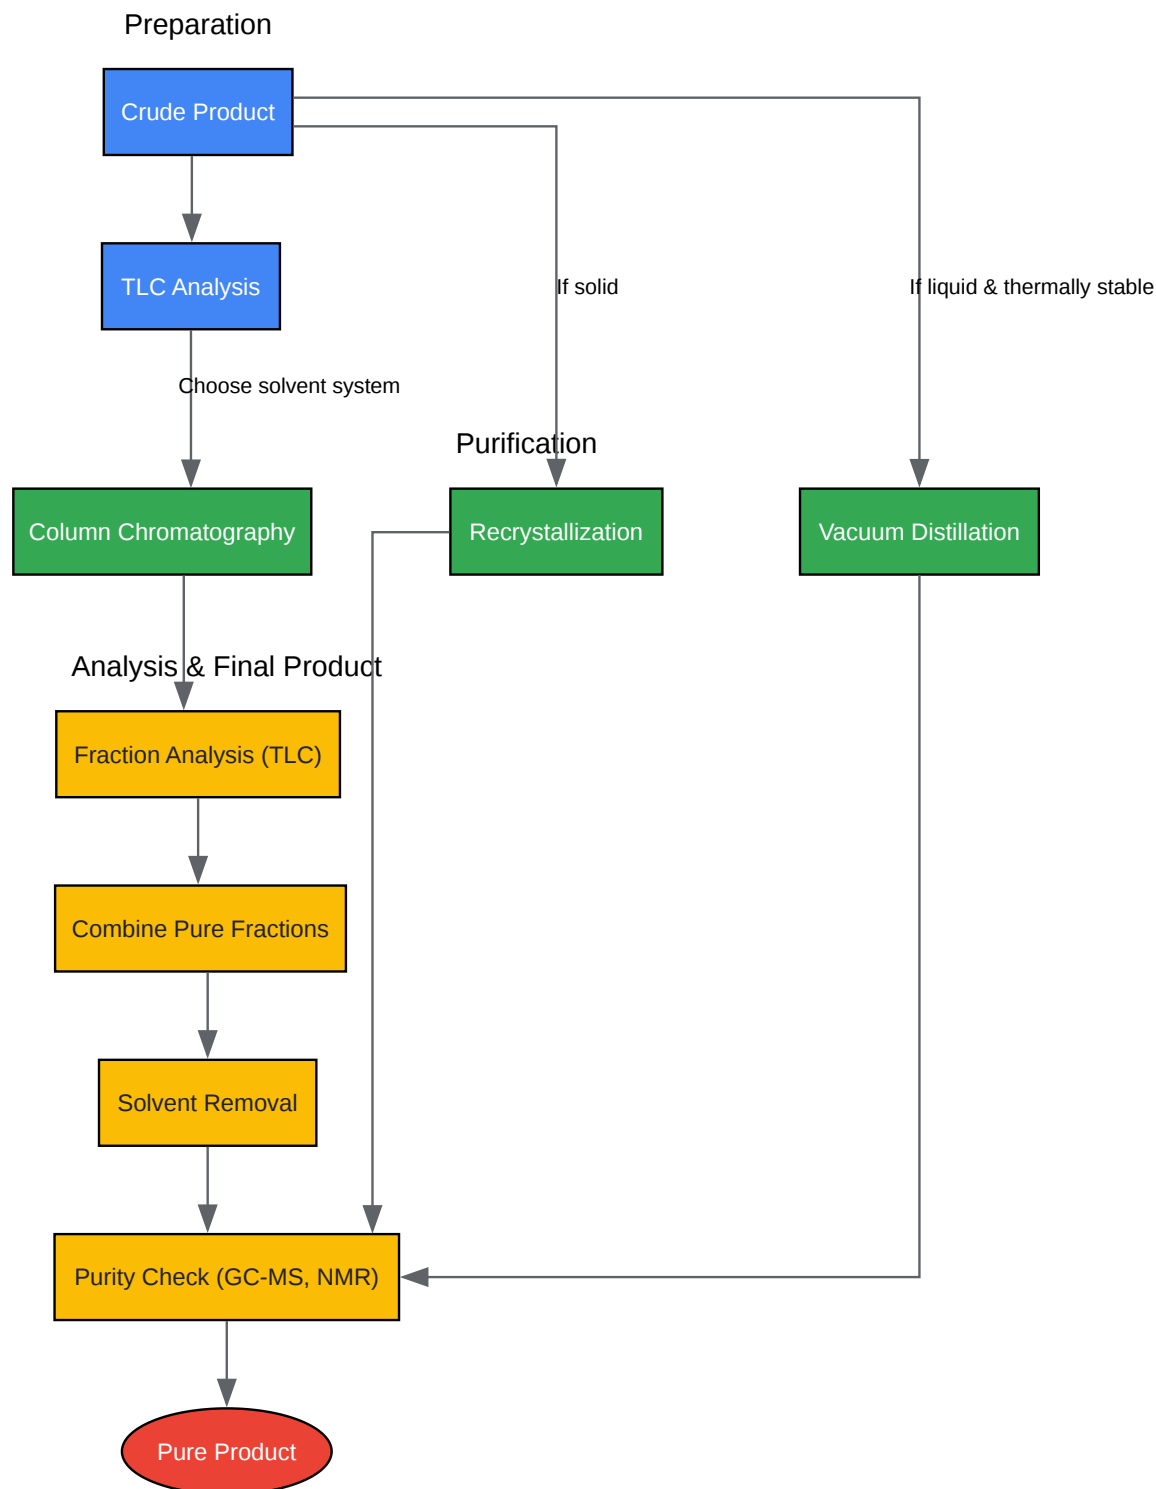 Preparation
Crude Product
TLC Analysis
If solid
If liquid & thermally stable
Choose solvent system
Purification
Column Chromatography
Recrystallization
Vacuum Distillation
Analysis & Final Product
Fraction Analysis (TLC)
Combine Pure Fractions
Solvent Removal
Purity Check (GC-MS, NMR)
Pure Product